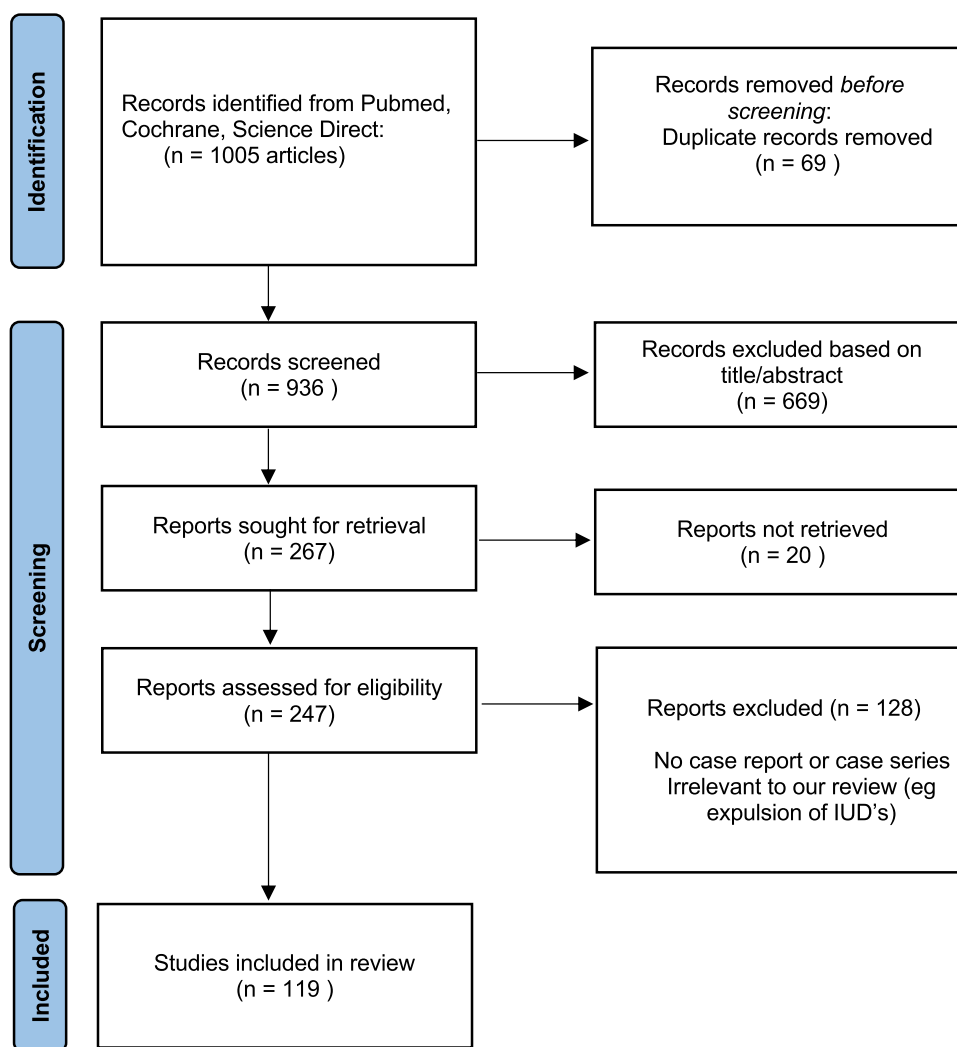 Identification
Records identified from Pubmed,
Cochrane, Science Direct:
(n = 1005 articles)
Records removed before
screening:
Duplicate records removed
(n = 69 )
Screening
Records screened
(n = 936 )
Records excluded based on
title/abstract
(n = 669)
Reports sought for retrieval
(n = 267)
Reports not retrieved
(n = 20 )
Reports assessed for eligibility
(n = 247)
Reports excluded (n = 128)
No case report or case series
Irrelevant to our review (eg
expulsion of IUD's)
Included
Studies included in review
(n = 119 )